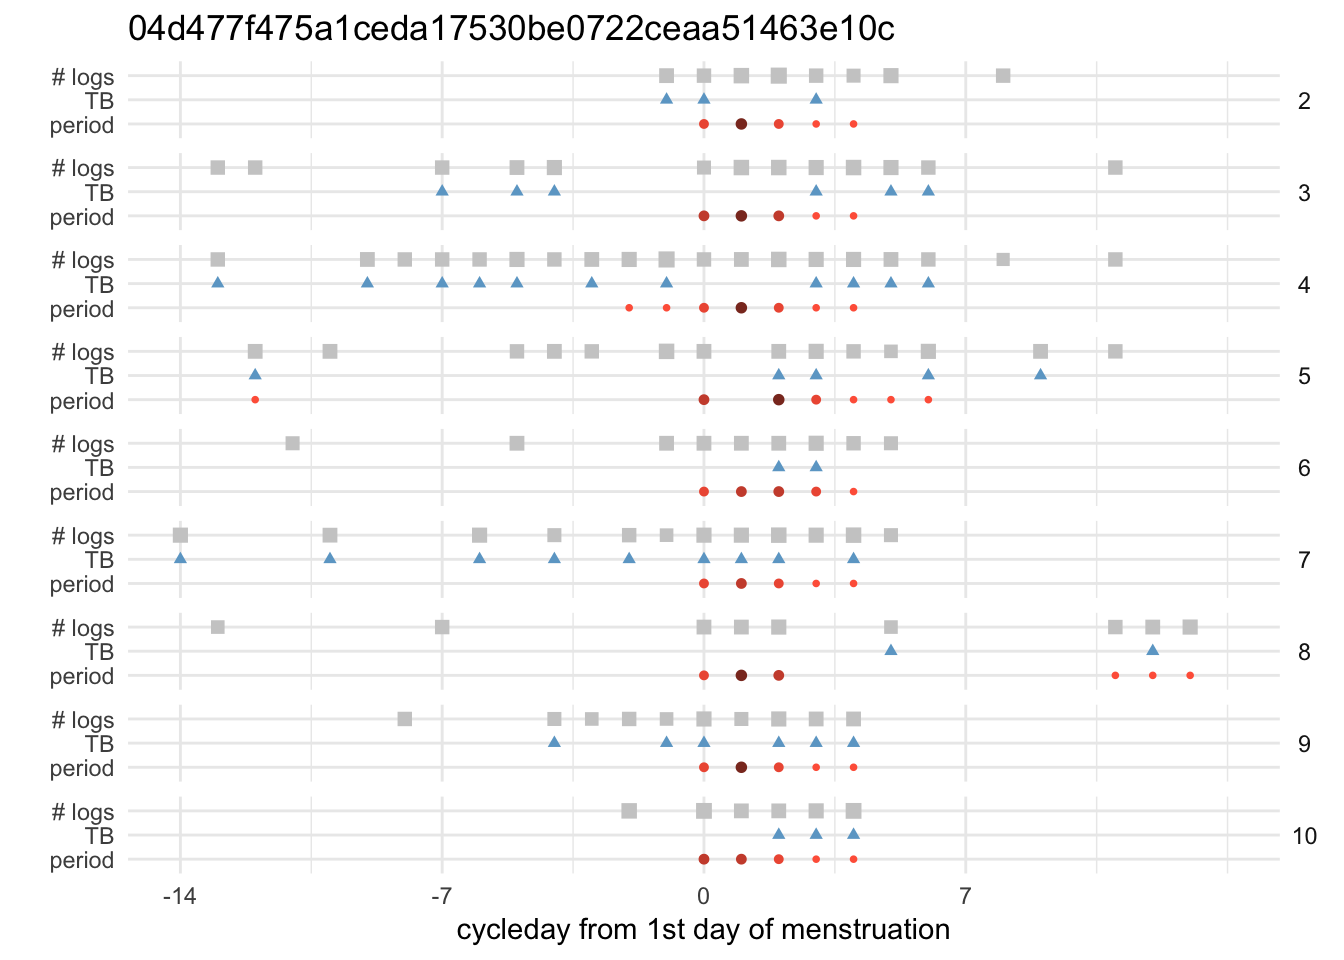 04d477f475a1ceda17530be0722ceaa51463e10c
# logs
TB
period
2
# logs
TB
period
3
# logs
TB
period
4
# logs
TB
period
5
# logs
TB
period
6
# logs
TB
period
7
# logs
TB
period
8
# logs
TB
period
9
# logs
TB
period
10
-14 -7 0 7
cycleday from 1st day of menstruation